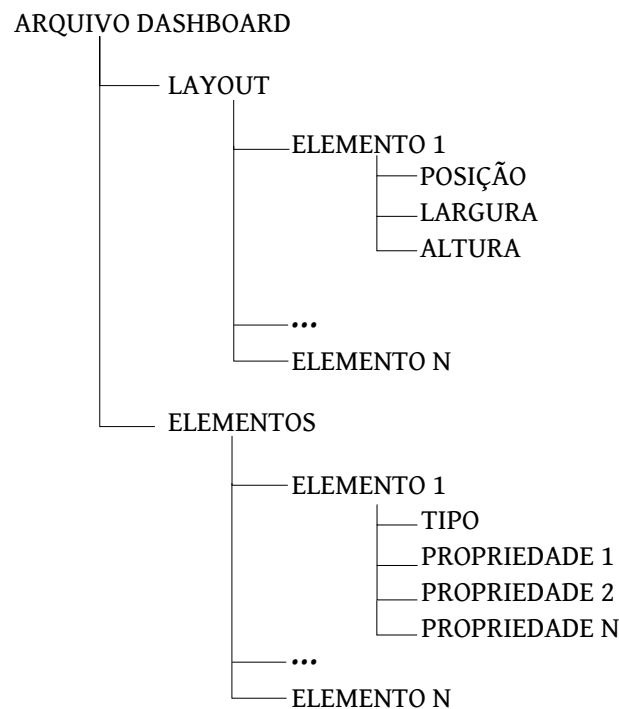 ARQUIVO DASHBOARD
LAYOUT
ELEMENTO 1
POSIÇÃO
LARGURA
ALTURA
...
ELEMENTO N
ELEMENTOS
ELEMENTO 1
TIPO
PROPRIEDADE 1
PROPRIEDADE 2
PROPRIEDADE N
...
ELEMENTO N